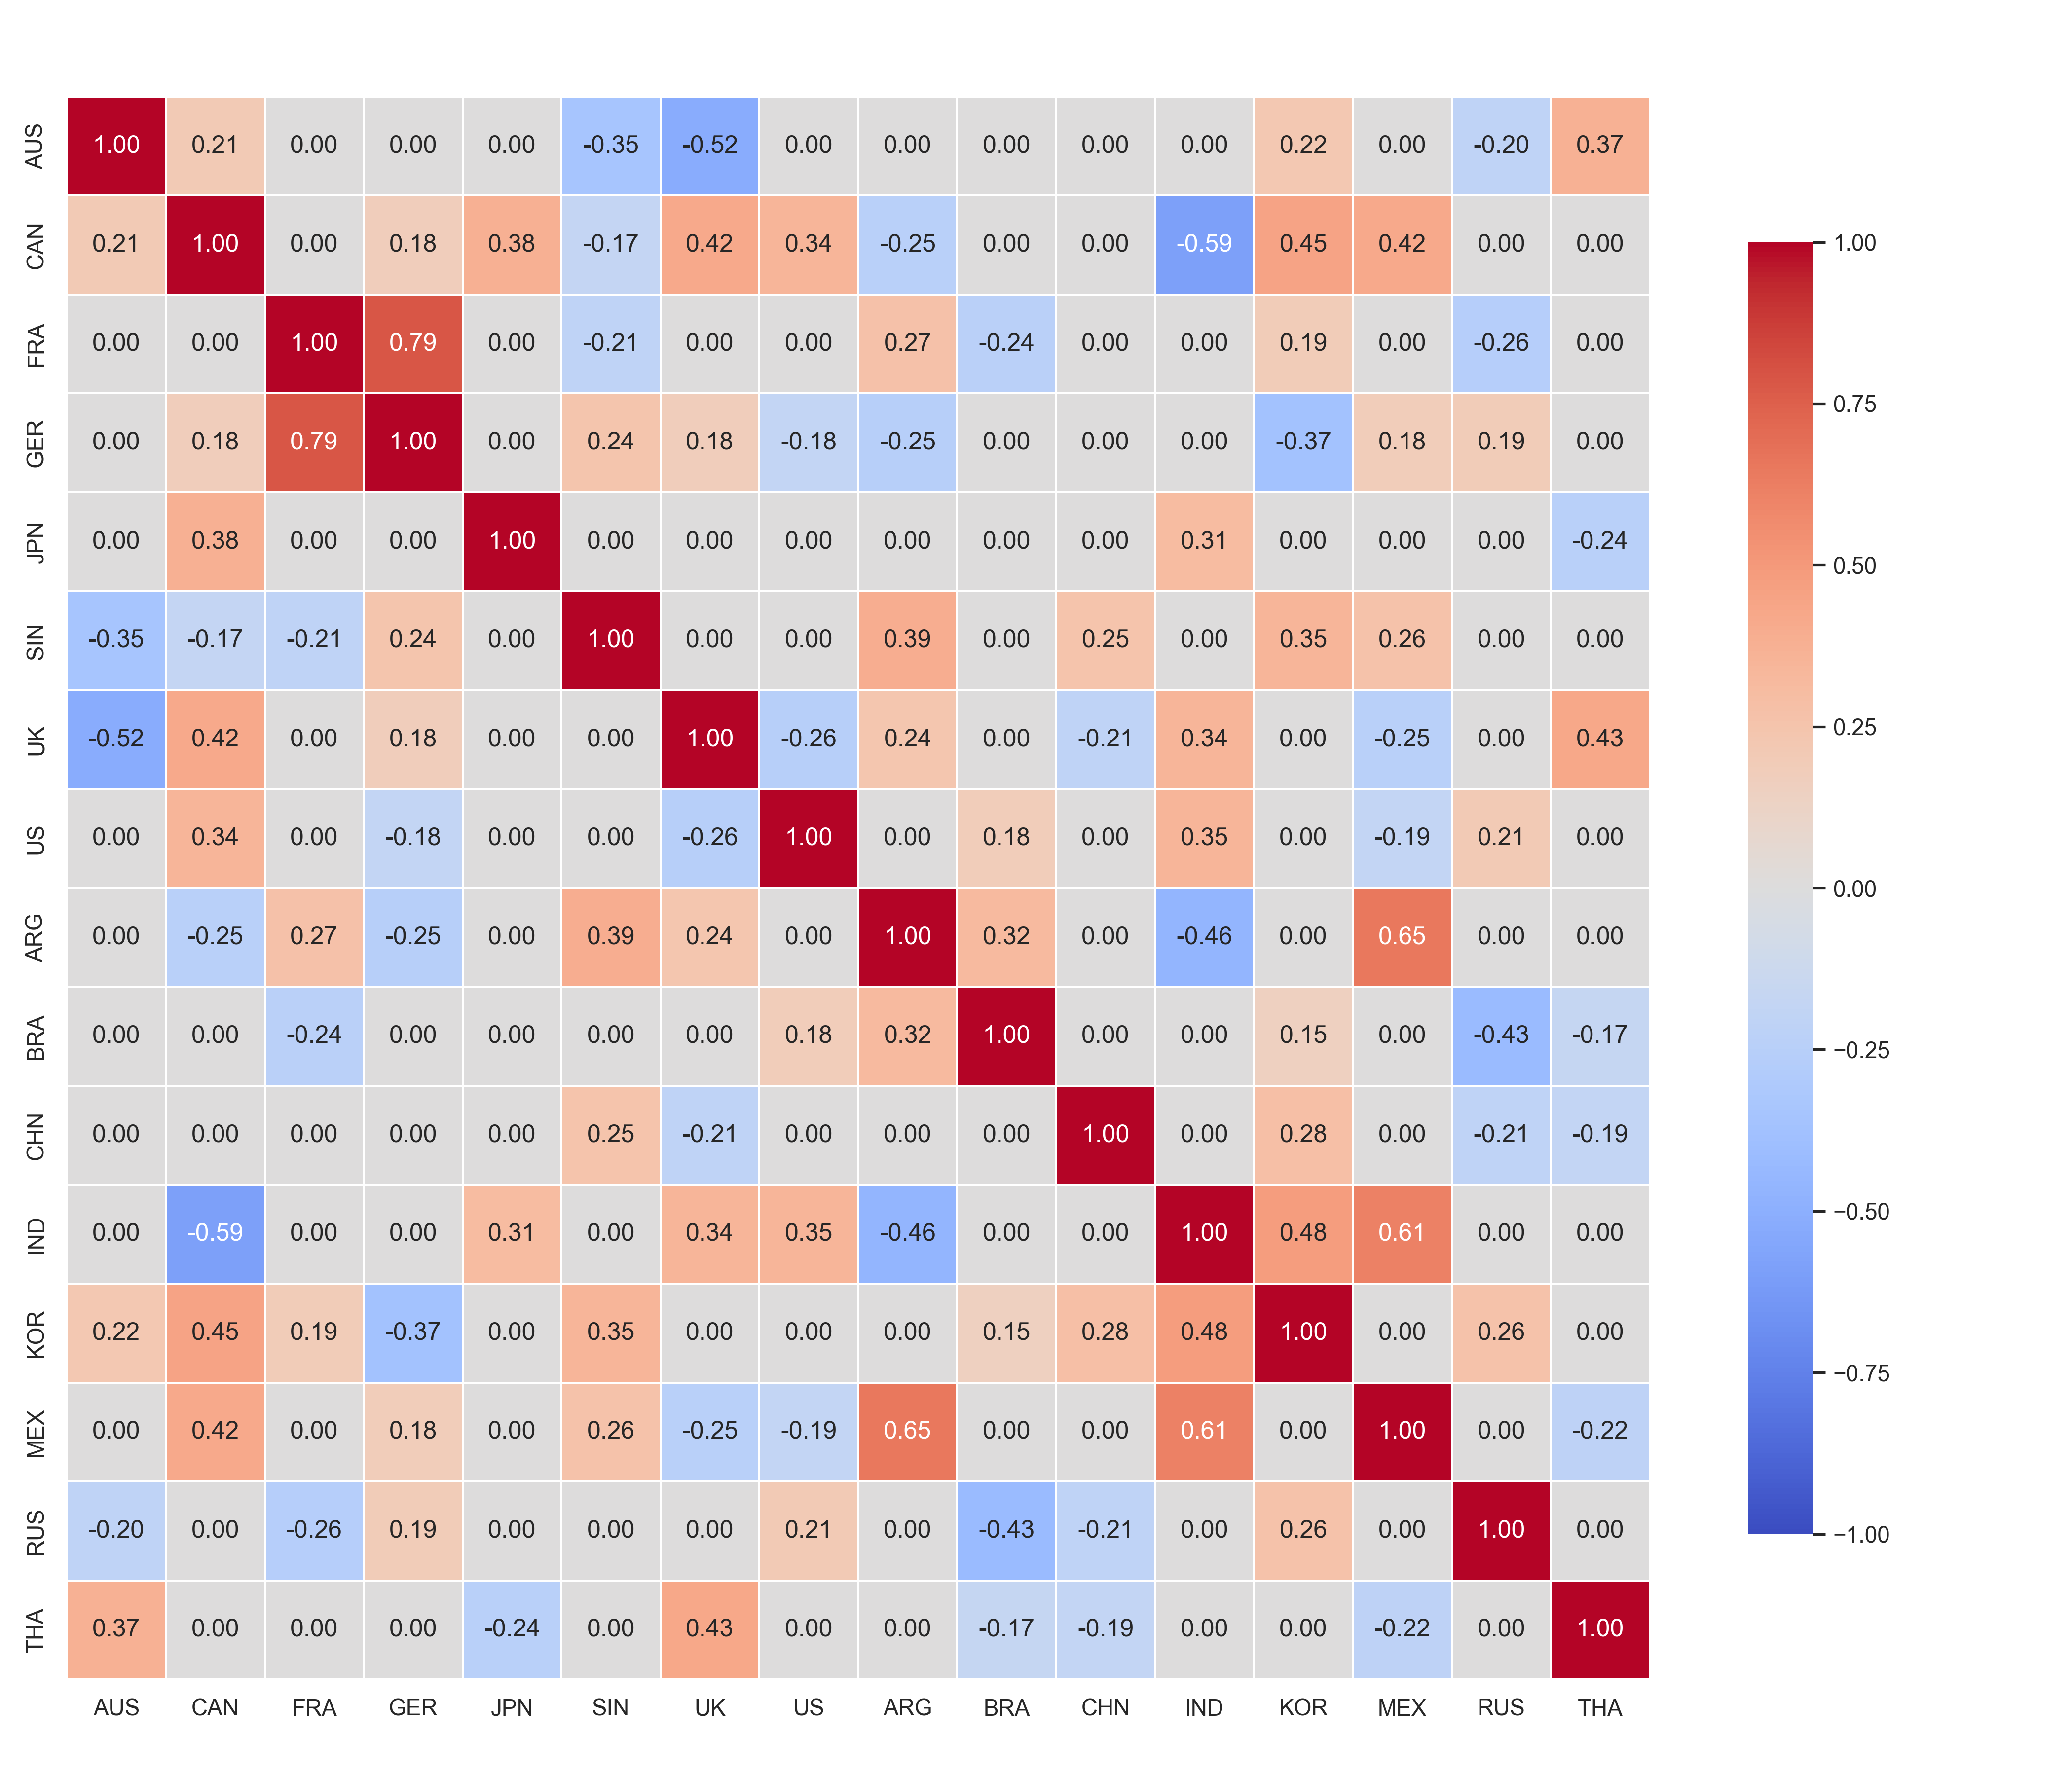 AUS 1.00 0.21 0.00 0.00 0.00 -0.35 -0.52 0.00 0.00 0.00 0.00 0.00 0.22 0.00 -0.20 0.37
CAN 0.21 1.00 0.00 0.18 0.38 -0.17 0.42 0.34 -0.25 0.00 0.00 -0.59 0.45 0.42 0.00 0.00
FRA 0.00 0.00 1.00 0.79 0.00 -0.21 0.00 0.00 0.27 -0.24 0.00 0.00 0.19 0.00 -0.26 0.00
GER 0.00 0.18 0.79 1.00 0.00 0.24 0.18 -0.18 -0.25 0.00 0.00 0.00 -0.37 0.18 0.19 0.00
JPN 0.00 0.38 0.00 0.00 1.00 0.00 0.00 0.00 0.00 0.00 0.00 0.31 0.00 0.00 0.00 -0.24
SIN -0.35 -0.17 -0.21 0.24 0.00 1.00 0.00 0.00 0.39 0.00 0.25 0.00 0.35 0.26 0.00 0.00
UK -0.52 0.42 0.00 0.18 0.00 0.00 1.00 -0.26 0.24 0.00 -0.21 0.34 0.00 -0.25 0.00 0.43
US 0.00 0.34 0.00 -0.18 0.00 0.00 -0.26 1.00 0.00 0.18 0.00 0.35 0.00 -0.19 0.21 0.00
ARG 0.00 -0.25 0.27 -0.25 0.00 0.39 0.24 0.00 1.00 0.32 0.00 -0.46 0.00 0.65 0.00 0.00
BRA 0.00 0.00 -0.24 0.00 0.00 0.00 0.00 0.18 0.32 1.00 0.00 0.00 0.15 0.00 -0.43 -0.17
CHN 0.00 0.00 0.00 0.00 0.00 0.25 -0.21 0.00 0.00 0.00 1.00 0.00 0.28 0.00 -0.21 -0.19
IND 0.00 -0.59 0.00 0.00 0.31 0.00 0.34 0.35 -0.46 0.00 0.00 1.00 0.48 0.61 0.00 0.00
KOR 0.22 0.45 0.19 -0.37 0.00 0.35 0.00 0.00 0.00 0.15 0.28 0.48 1.00 0.00 0.26 0.00
MEX 0.00 0.42 0.00 0.18 0.00 0.26 -0.25 -0.19 0.65 0.00 0.00 0.61 0.00 1.00 0.00 -0.22
RUS -0.20 0.00 -0.26 0.19 0.00 0.00 0.00 0.21 0.00 -0.43 -0.21 0.00 0.26 0.00 1.00 0.00
THA 0.37 0.00 0.00 0.00 -0.24 0.00 0.43 0.00 0.00 -0.17 -0.19 0.00 0.00 -0.22 0.00 1.00
AUS CAN FRA GER JPN SIN UK US ARG BRA CHN IND KOR MEX RUS THA
1.00
0.75
0.50
0.25
0.00
−0.25
−0.50
−0.75
−1.00